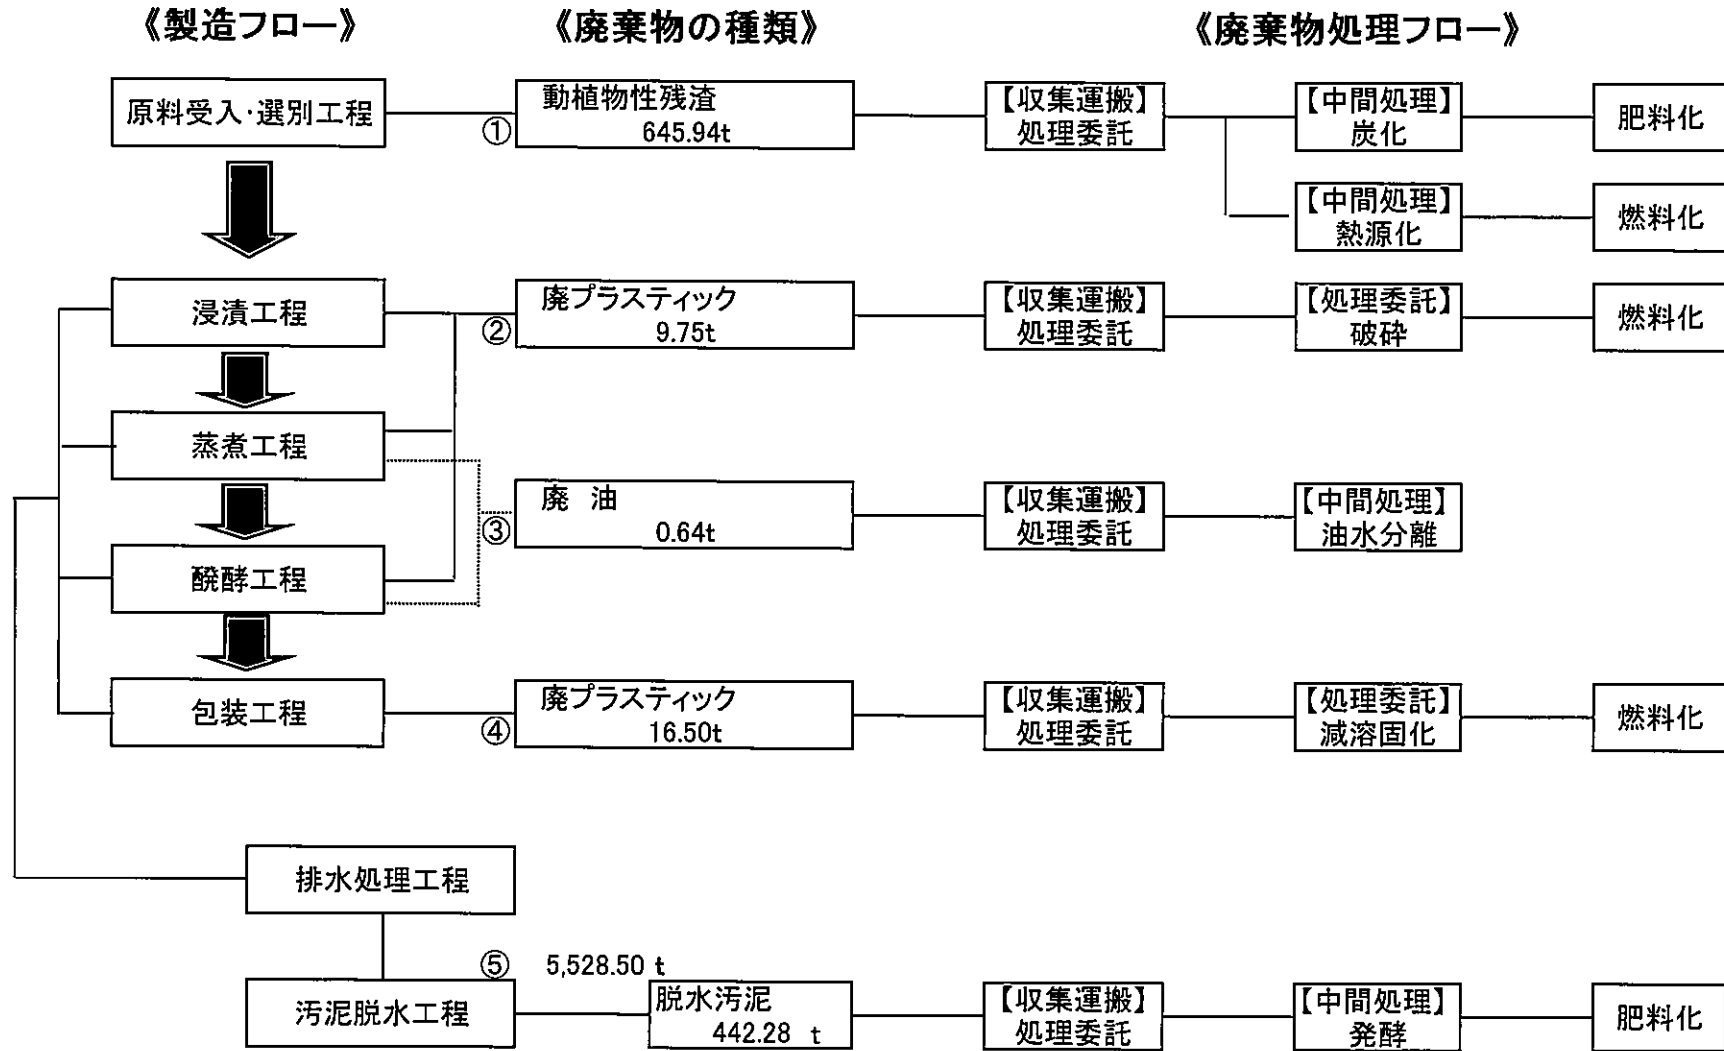 《製造フロー》 《廃棄物の種類》 《廃棄物処理フロー》
原料受入・選別工程
①
動植物性残渣
645.94t
【収集運搬】
処理委託
【中間処理】
炭化
肥料化
【中間処理】
熱源化
燃料化
浸漬工程
②
廃プラスティック
9.75t
【収集運搬】
処理委託
【処理委託】
破砕
燃料化
蒸煮工程
③
廃 油
0.64t
【収集運搬】
処理委託
【中間処理】
油水分離
醗酵工程
包装工程
④
廃プラスティック
16.50t
【収集運搬】
処理委託
【処理委託】
減溶固化
燃料化
排水処理工程
⑤ 5,528.50 t
汚泥脱水工程
脱水汚泥
442.28 t
【収集運搬】
処理委託
【中間処理】
発酵
肥料化